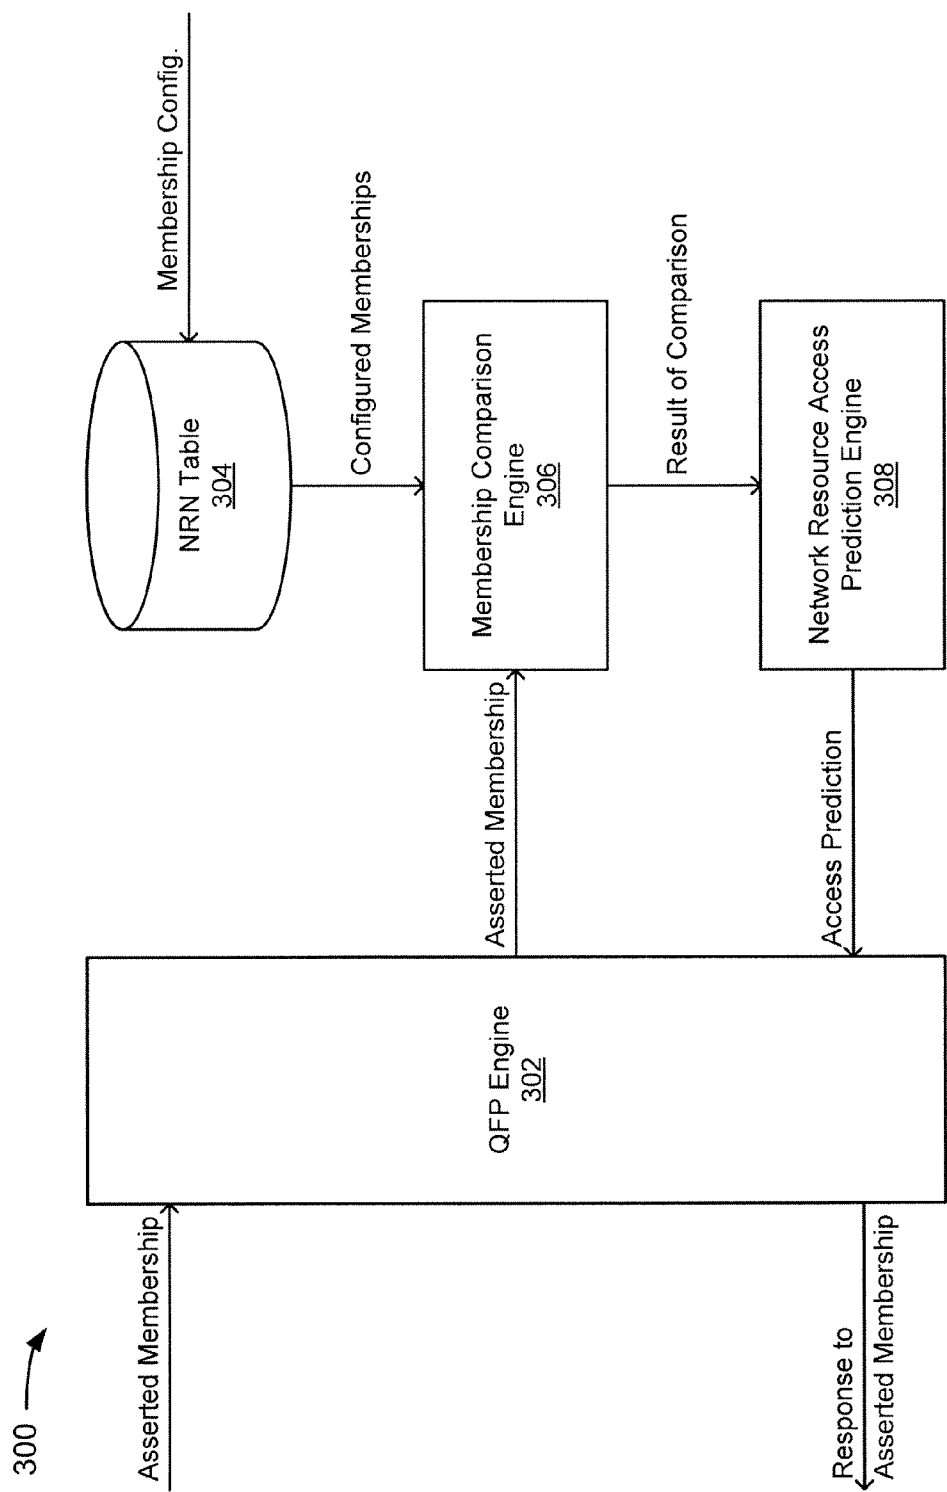 300
Asserted Membership
Response to
Asserted Membership
QFP Engine
302
Asserted Membership
Access Prediction
NRN Table
304
Membership Config.
Configured Memberships
Membership Comparison
Engine
306
Result of Comparison
Network Resource Access
Prediction Engine
308